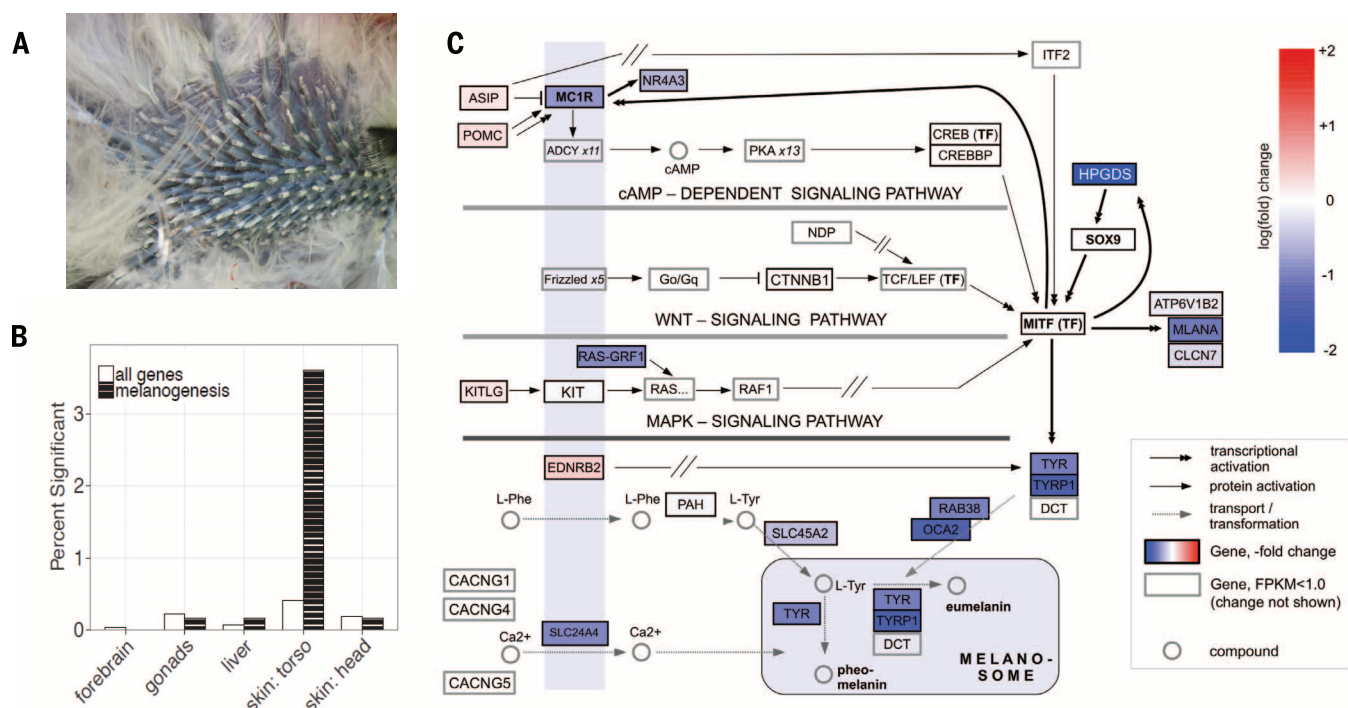 A
B
all genes
melanogenesis
Percent Significant
3
2
1
0
forebrain
gonads
liver
skin: torso
skin: head
C
ITF2
NR4A3
ASIP
MC1R
POMC
ADCY x11
cAMP
PKA x13
CREB (TF)
CREBBP
cAMP – DEPENDENT SIGNALING PATHWAY
HPGDS
SOX9
NDP
Frizzled x5
Go/Gq
CTNNB1
TCF/LEF (TF)
WNT – SIGNALING PATHWAY
MITF (TF)
ATP6V1B2
MLANA
CLCN7
RAS-GRF1
KITLG
KIT
RAS...
RAF1
MAPK – SIGNALING PATHWAY
EDNRB2
TYR
TYRP1
DCT
L-Phe
L-Phe
PAH
L-Tyr
SLC45A2
RAB38
OCA2
CACNG1
CACNG4
Ca2+
SLC24A4
Ca2+
CACNG5
L-Tyr
TYR
TYR
TYRP1
DCT
eumelanin
pheo-
melanin
MELANO-
SOME
+2
+1
0
-1
-2
log(fold) change
transcriptional
activation
protein activation
transport /
transformation
Gene, -fold change
Gene, FPKM<1.0
(change not shown)
compound